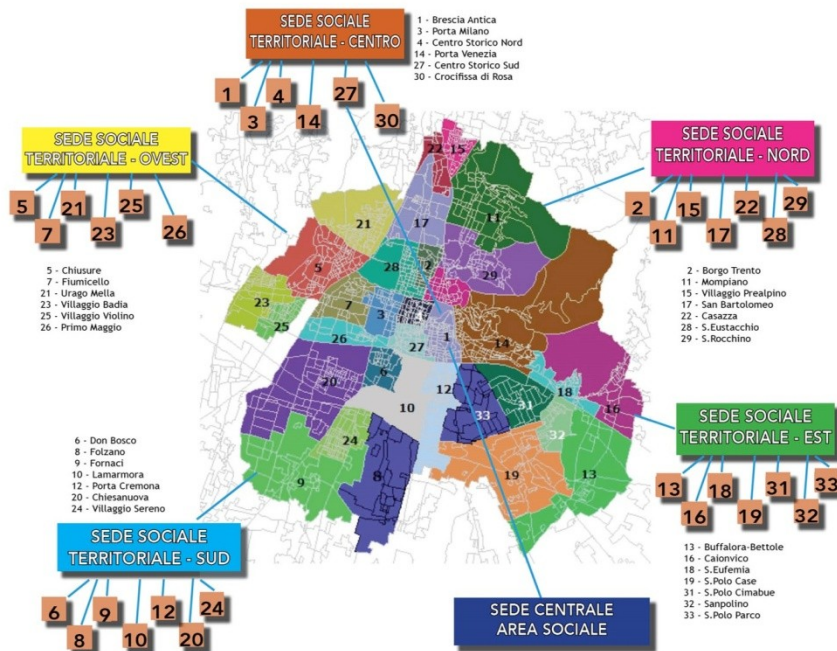 SEDE SOCIALE
TERRITORIALE - CENTRO
1
3
4
14
27
30
1 - Brescia Antica
3 - Porta Milano
4 - Centro Storico Nord
14 - Porta Venezia
27 - Centro Storico Sud
30 - Crocifissa di Rosa
SEDE SOCIALE
TERRITORIALE - OVEST
5
7
21
23
25
26
5 - Chiusure
7 - Fiumicello
21 - Urago Mella
23 - Villaggio Badia
25 - Villaggio Violino
26 - Primo Maggio
SEDE SOCIALE
TERRITORIALE - NORD
2
11
15
17
22
28
29
2 - Borgo Trento
11 - Mompiano
15 - Villaggio Prealpino
17 - San Bartolomeo
22 - Casazza
28 - S.Eustacchio
29 - S.Rocchino
22
15
11
17
21
28
2
29
5
7
3
23
25
26
27
1
14
6
20
12
10
33
31
18
16
32
24
9
8
19
13
6 - Don Bosco
8 - Folzano
9 - Fornaci
10 - Lamarmora
12 - Porta Cremona
20 - Chiesanuova
24 - Villaggio Sereno
SEDE SOCIALE
TERRITORIALE - SUD
6
8
9
10
12
20
24
SEDE SOCIALE
TERRITORIALE - EST
13
16
18
19
31
32
33
13 - Buffalora-Bettole
16 - Caionvico
18 - S.Eufemia
19 - S.Polo Case
31 - S.Polo Cimabue
32 - Sanpolino
33 - S.Polo Parco
SEDE CENTRALE
AREA SOCIALE